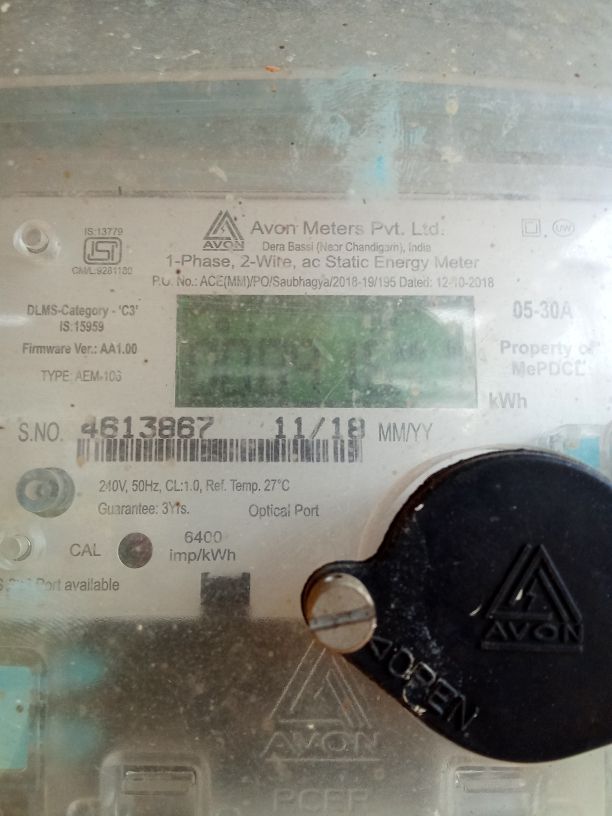 IS:13779
CM/L:9281180
AVON
Avon Meters Pvt. Ltd.
Dera Bassi (Near Chandigarh), India
1-Phase, 2-Wire, ac Static Energy Meter
P.O. No.: ACE(MM)/PO/Saubhagya/2018-19/195 Dated: 12-10-2018
DLMS-Category - 'C3'
IS:15959
Firmware Ver.: AA1.00
TYPE: AEM-106
05-30A
Property of
MePDCL
kWh
S.NO. 4613867 11/18 MM/YY
240V, 50Hz, CL:1.0, Ref. Temp. 27°C
Guarantee: 3Yrs.
Optical Port
CAL
6400
imp/kWh
Port available
AVON
OPEN
AVON